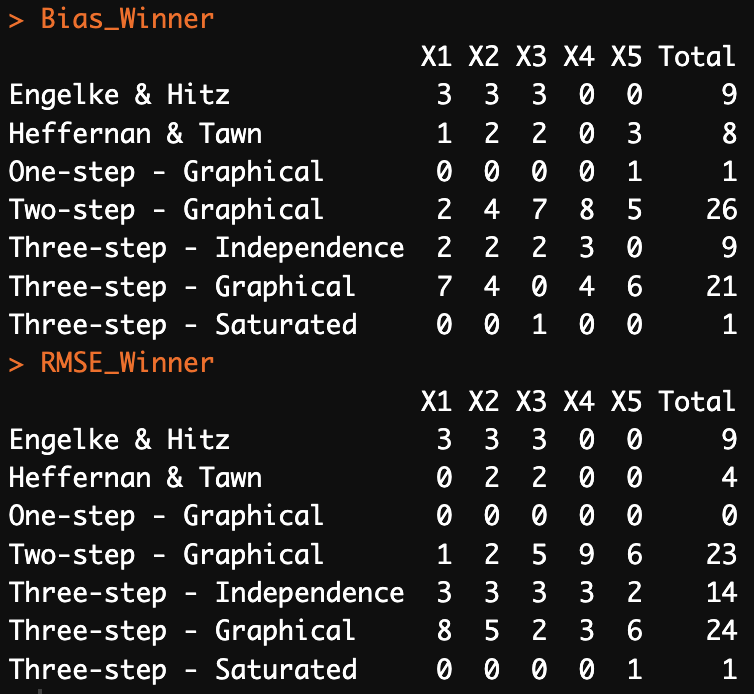 > Bias_Winner
X1 X2 X3 X4 X5 Total
Engelke & Hitz 3 3 3 0 0 9
Heffernan & Tawn 1 2 2 0 3 8
One-step - Graphical 0 0 0 0 1 1
Two-step - Graphical 2 4 7 8 5 26
Three-step - Independence 2 2 2 3 0 9
Three-step - Graphical 7 4 0 4 6 21
Three-step - Saturated 0 0 1 0 0 1
> RMSE_Winner
X1 X2 X3 X4 X5 Total
Engelke & Hitz 3 3 3 0 0 9
Heffernan & Tawn 0 2 2 0 0 4
One-step - Graphical 0 0 0 0 0 0
Two-step - Graphical 1 2 5 9 6 23
Three-step - Independence 3 3 3 3 2 14
Three-step - Graphical 8 5 2 3 6 24
Three-step - Saturated 0 0 0 0 1 1